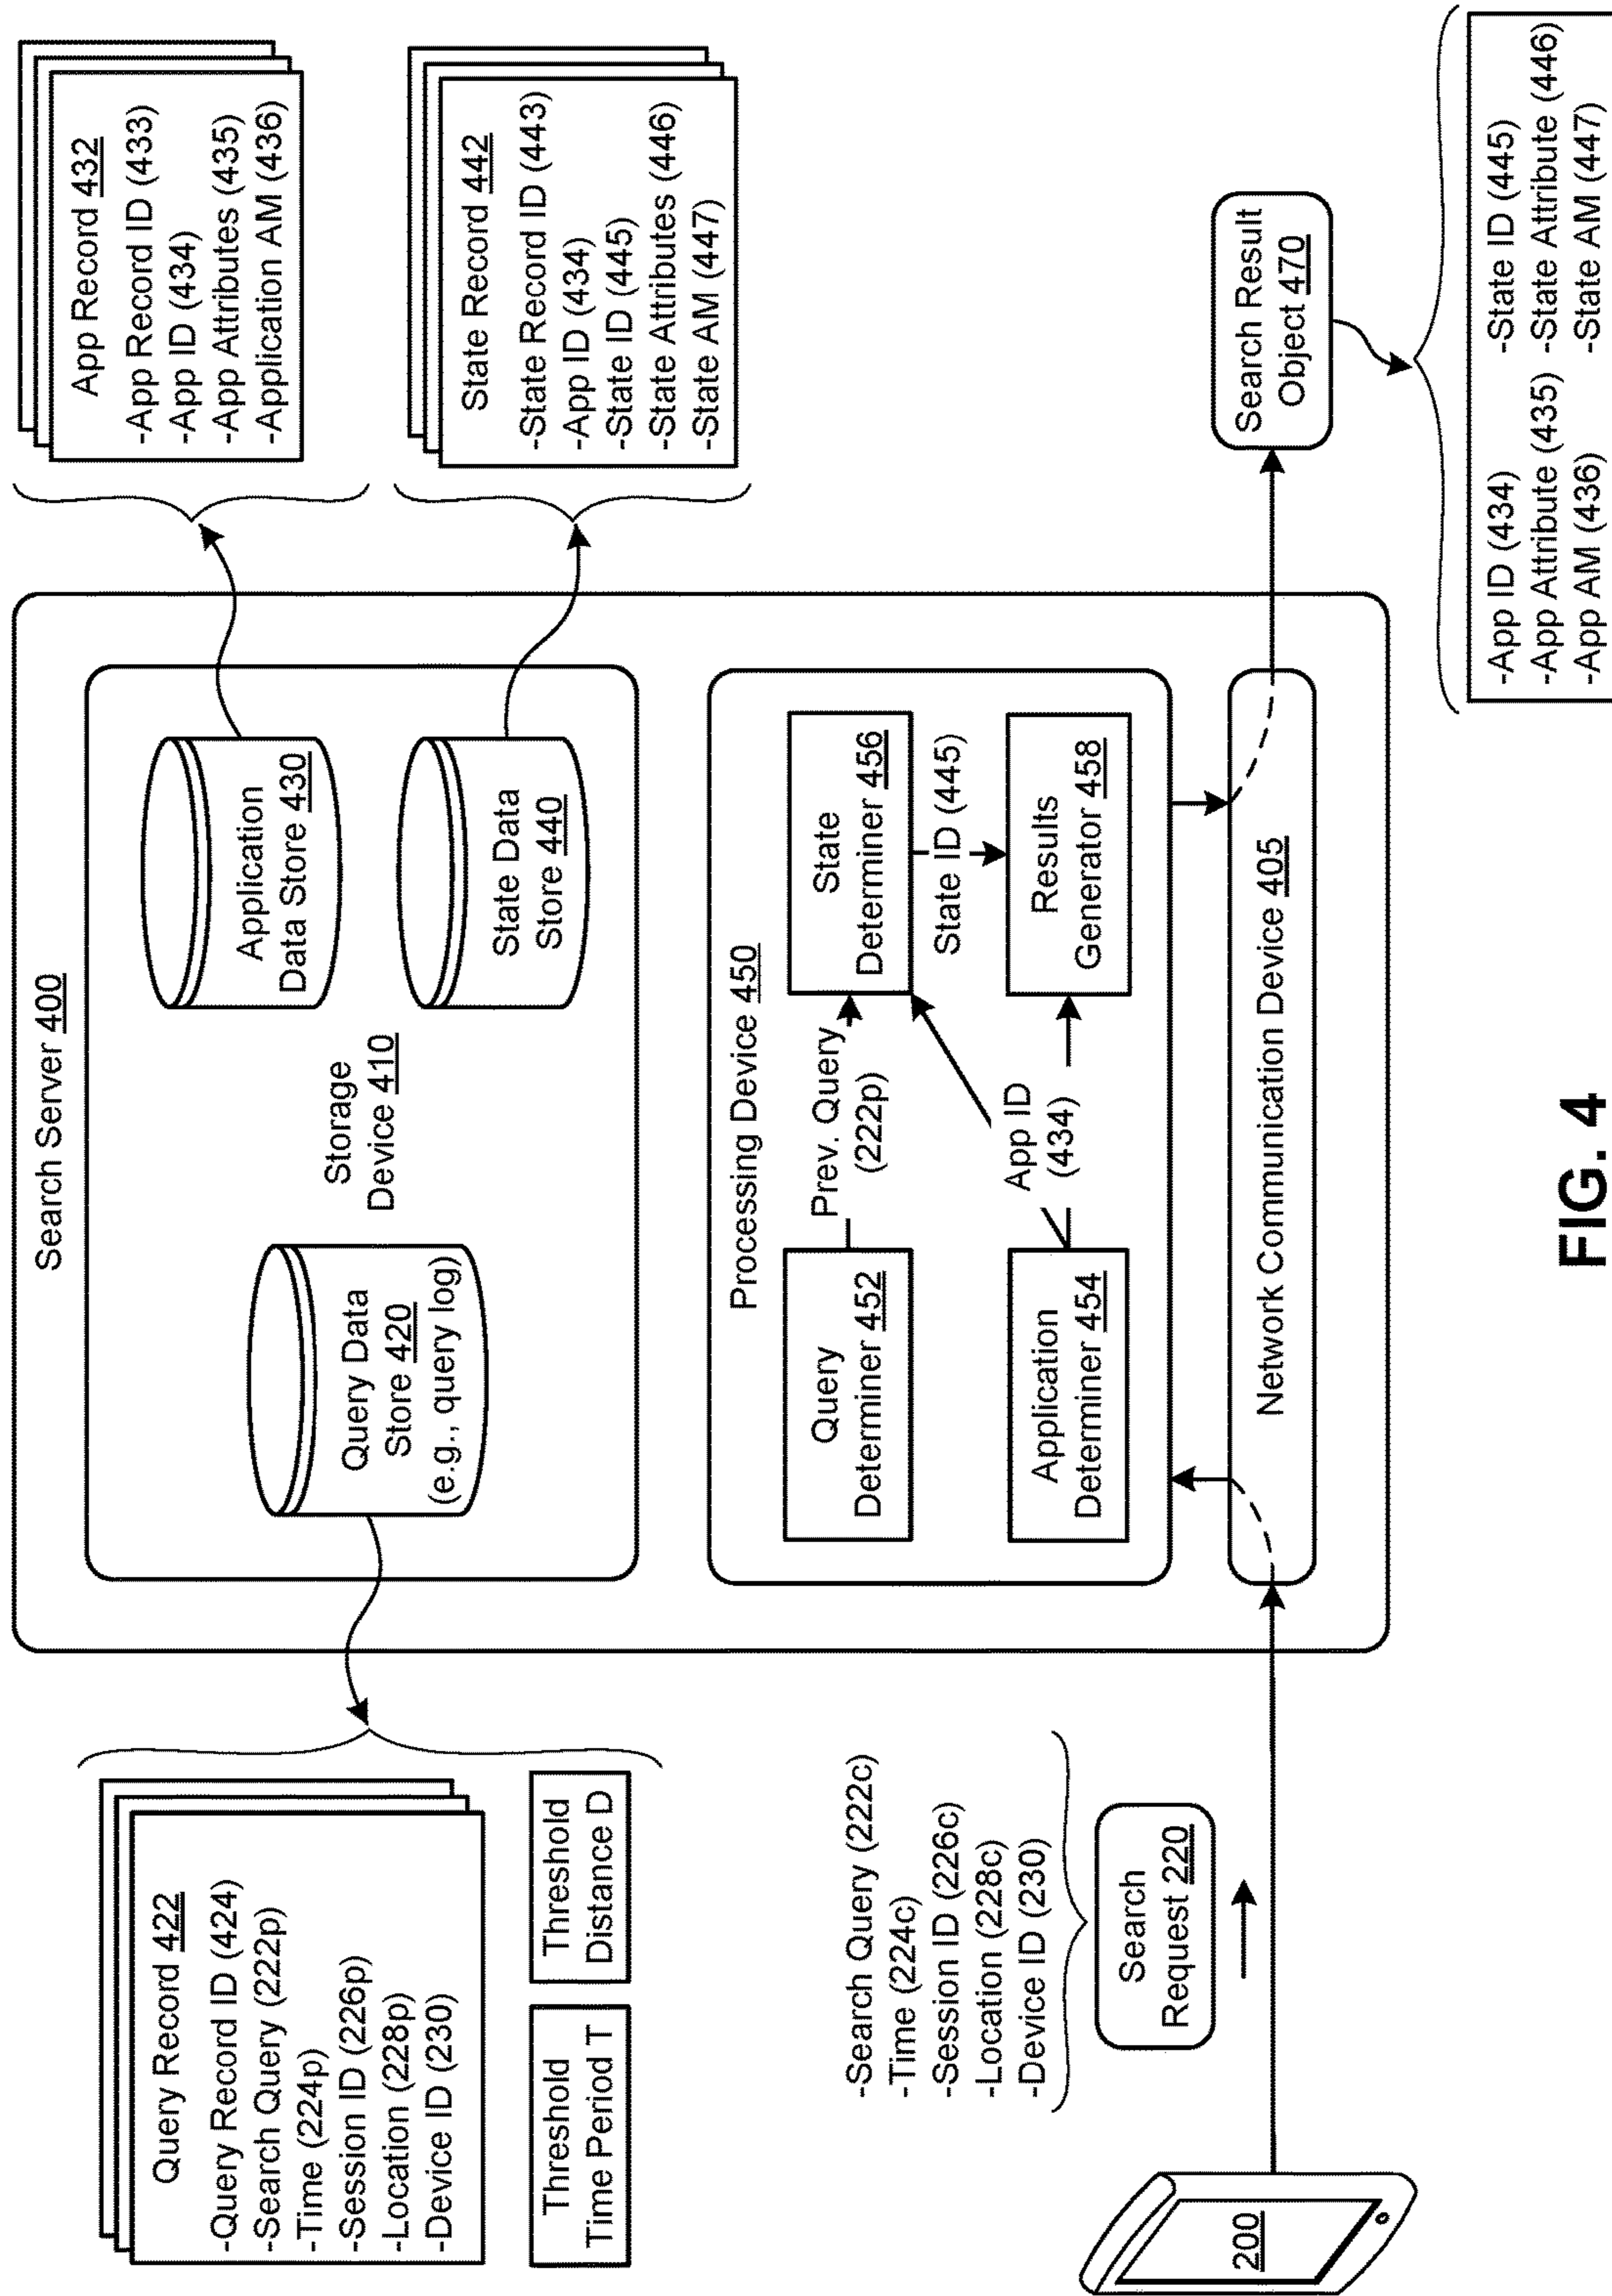 Search Server 400
Query Record 422
-Query Record ID (424)
-Search Query (222p)
-Time (224p)
-Session ID (226p)
-Location (228p)
-Device ID (230)
Threshold
Time Period T
Threshold
Distance D
Query Data
Store 420
(e.g., query log)
Storage
Device 410
Application
Data Store 430
State Data
Store 440
App Record 432
-App Record ID (433)
-App ID (434)
-App Attributes (435)
-Application AM (436)
State Record 442
-State Record ID (443)
-App ID (434)
-State ID (445)
-State Attributes (446)
-State AM (447)
Processing Device 450
Query
Determiner 452
Prev. Query
(222p)
State
Determiner 456
State ID (445)
Application
Determiner 454
App ID
(434)
Results
Generator 458
Network Communication Device 405
-Search Query (222c)
-Time (224c)
-Session ID (226c)
-Location (228c)
-Device ID (230)
Search
Request 220
200
Search Result
Object 470
-App ID (434)
-App Attribute (435)
-App AM (436)
-State ID (445)
-State Attribute (446)
-State AM (447)
FIG. 4